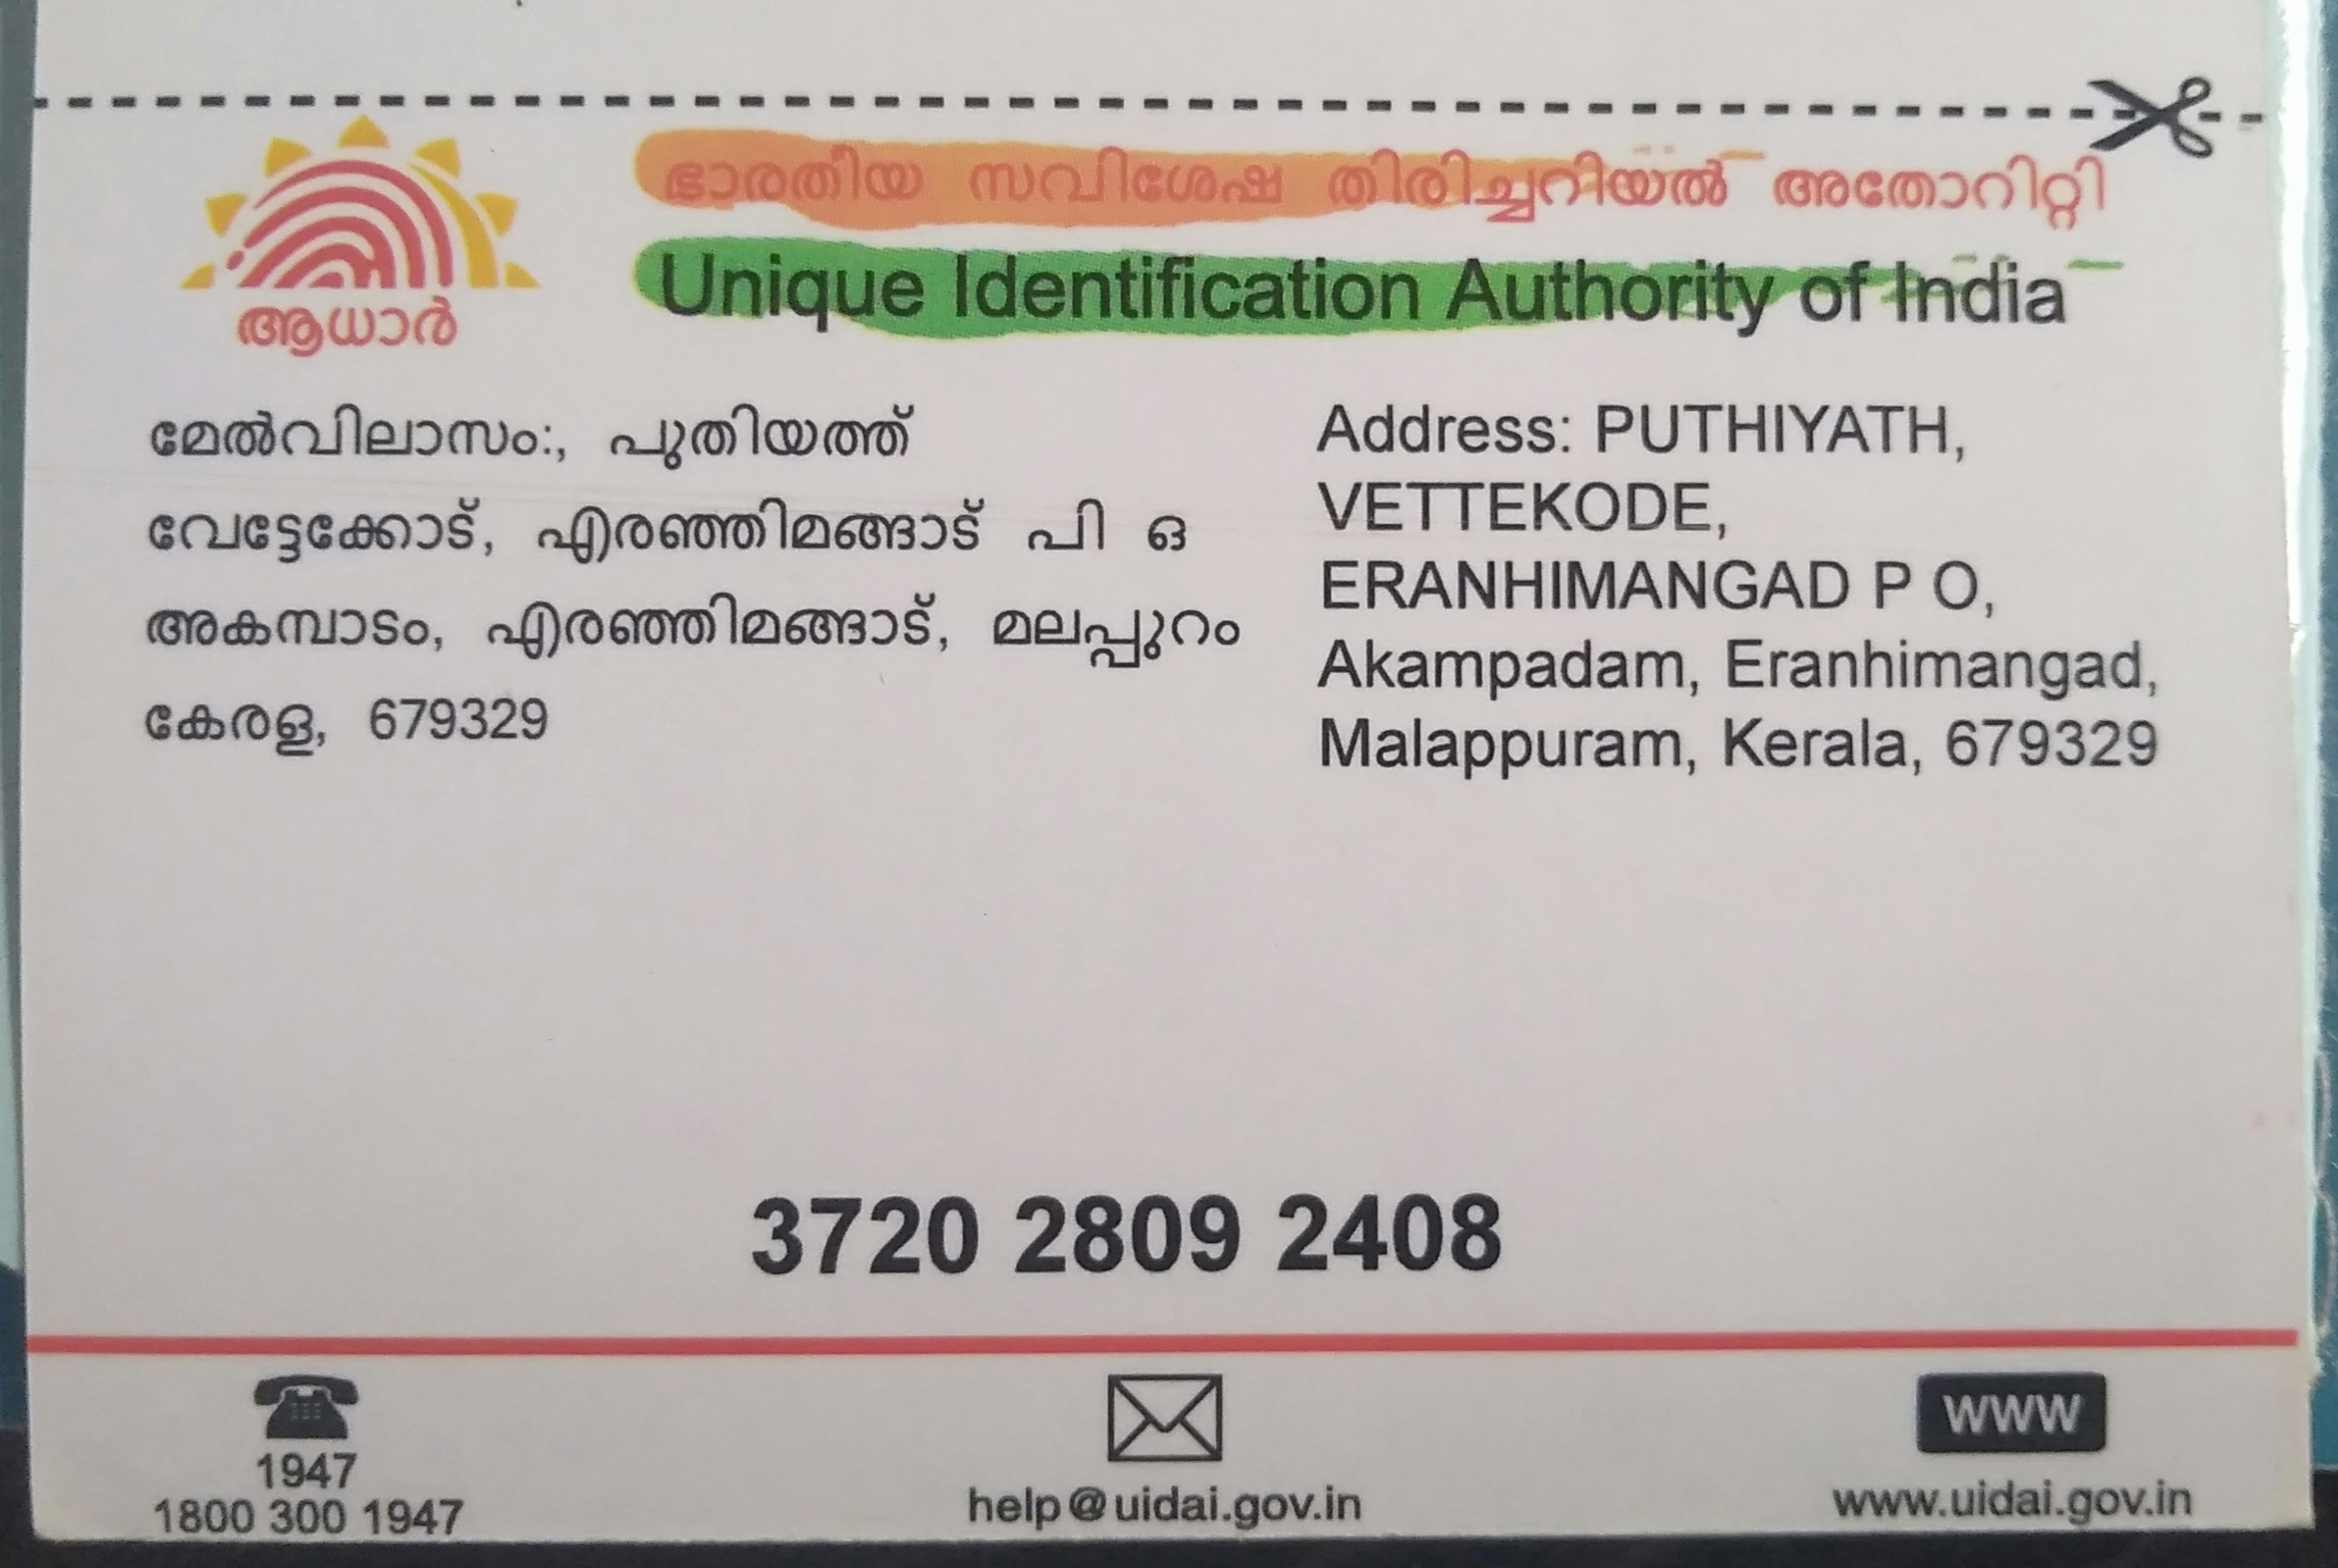 ഭാരതീയ സവിശേഷ തിരിച്ചറിയൽ അതോറിറ്റി
Unique Identification Authority of India
ആധാർ
മേൽവിലാസം:, പുതിയത്ത്
വേട്ടേക്കോട്, എരഞ്ഞിമങ്ങാട് പി ഒ
അകമ്പാടം, എരഞ്ഞിമങ്ങാട്, മലപ്പുറം
കേരള, 679329
Address: PUTHIYATH,
VETTEKODE,
ERANHIMANGAD P O,
Akampadam, Eranhimangad,
Malappuram, Kerala, 679329
3720 2809 2408
1947
1800 300 1947
help@uidai.gov.in
WWW
www.uidai.gov.in